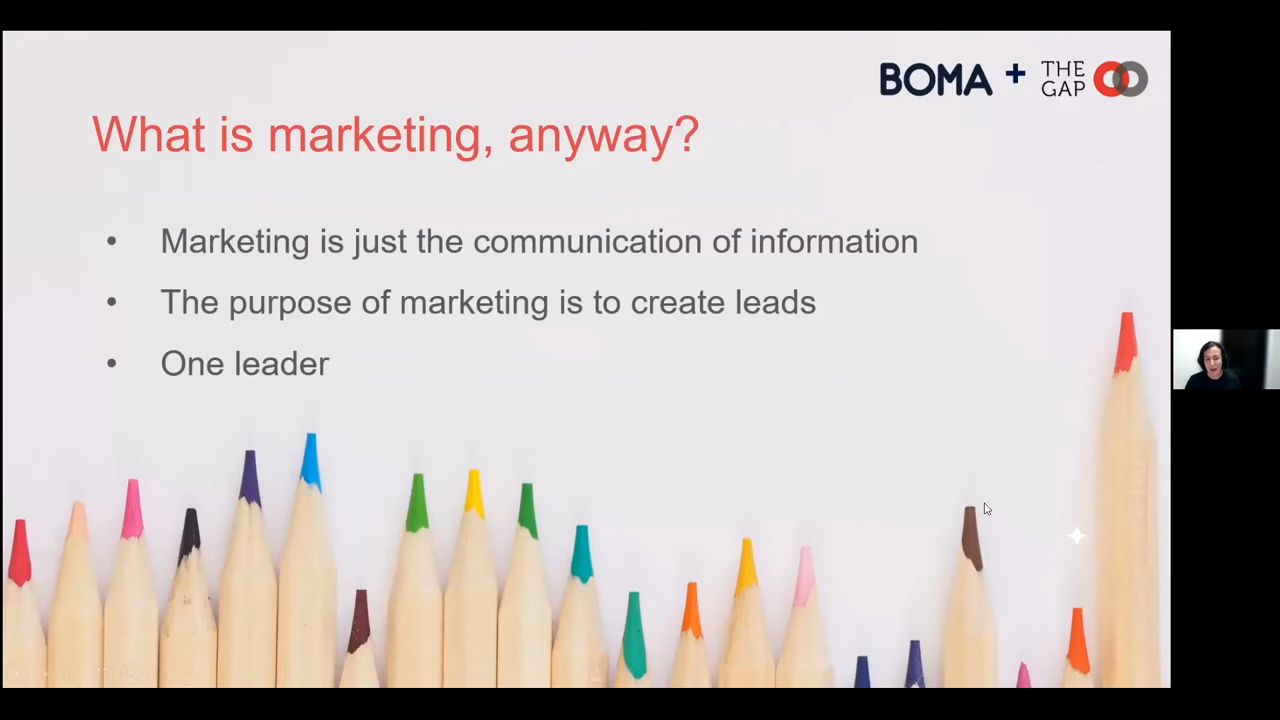 BOMA + THE GAP
What is marketing, anyway?
• Marketing is just the communication of information
• The purpose of marketing is to create leads
• One leader